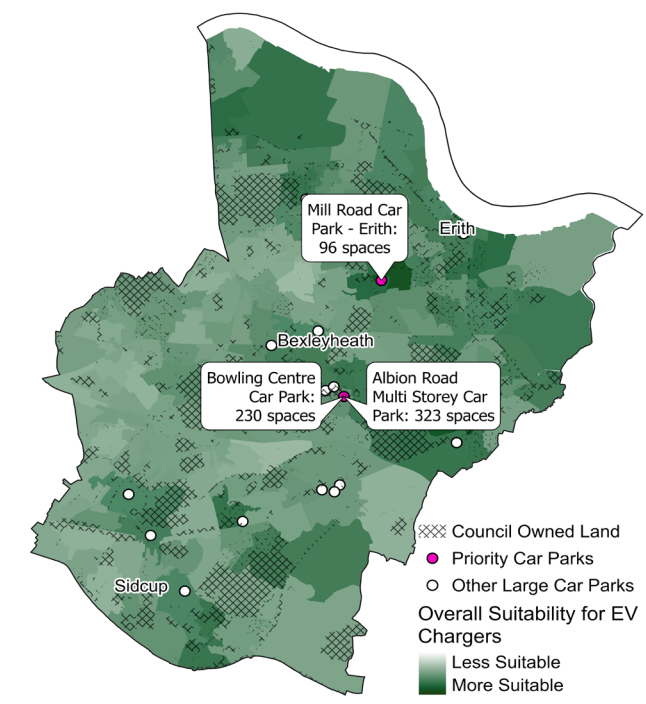 Mill Road Car
Park - Erith:
96 spaces
Erith
Bexleyheath
Bowling Centre
Car Park:
230 spaces
Albion Road
Multi Storey Car
Park: 323 spaces
Sidcup
Council Owned Land
Priority Car Parks
Other Large Car Parks
Overall Suitability for EV
Chargers
Less Suitable
More Suitable